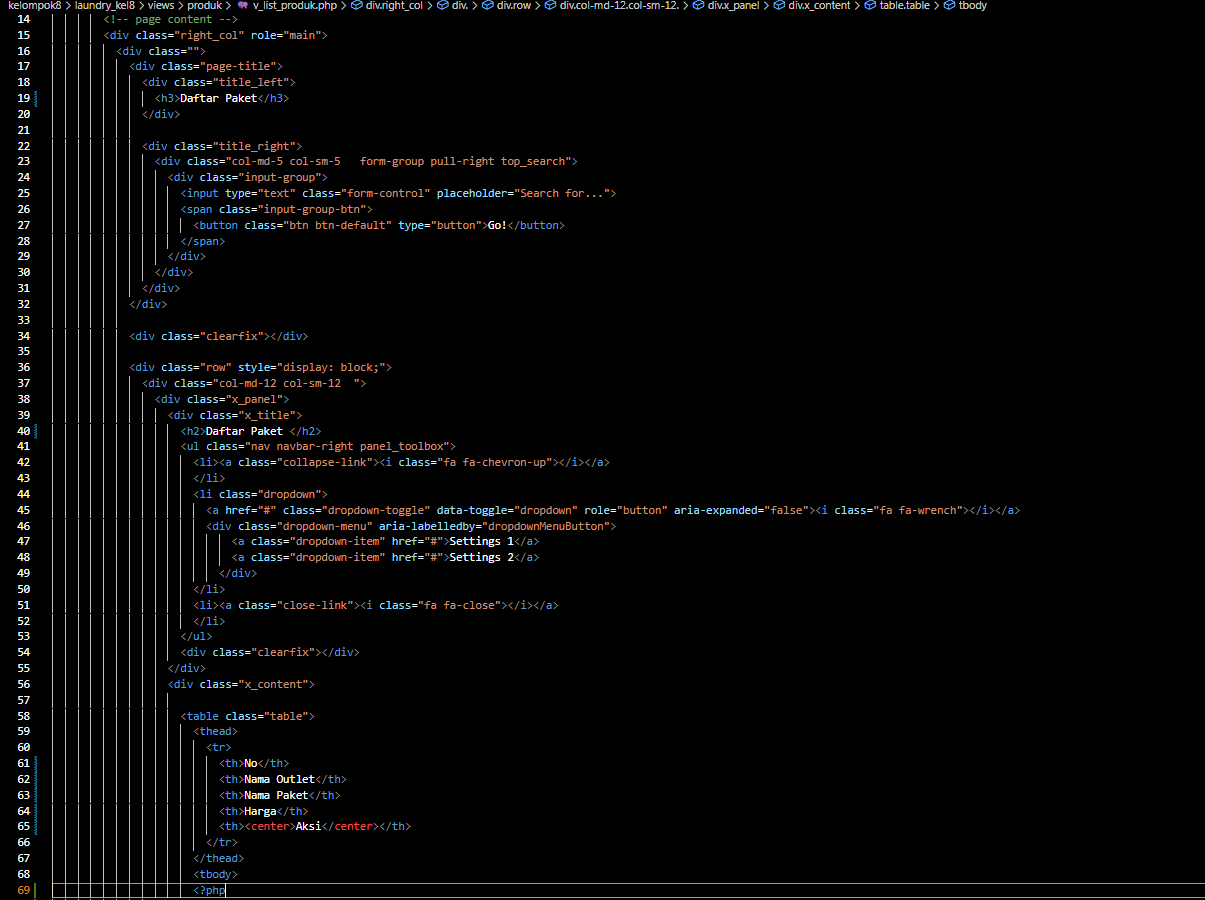 kelompok8 > laundry_kel8 > views > produk > v_list_produk.php > div.right_col > div. > div.row > div.col-md-12.col-sm-12. > div.x_panel > div.x_content > table.table > tbody
14 <!-- page content -->
15 <div class="right_col" role="main">
16 <div class="">
17 <div class="page-title">
18 <div class="title_left">
19 <h3>Daftar Paket</h3>
20 </div>
21
22 <div class="title_right">
23 <div class="col-md-5 col-sm-5   form-group pull-right top_search">
24 <div class="input-group">
25 <input type="text" class="form-control" placeholder="Search for...">
26 <span class="input-group-btn">
27 <button class="btn btn-default" type="button">Go!</button>
28 </span>
29 </div>
30 </div>
31 </div>
32 </div>
33
34 <div class="clearfix"></div>
35
36 <div class="row" style="display: block;">
37 <div class="col-md-12 col-sm-12  ">
38 <div class="x_panel">
39 <div class="x_title">
40 <h2>Daftar Paket </h2>
41 <ul class="nav navbar-right panel_toolbox">
42 <li><a class="collapse-link"><i class="fa fa-chevron-up"></i></a>
43 </li>
44 <li class="dropdown">
45 <a href="#" class="dropdown-toggle" data-toggle="dropdown" role="button" aria-expanded="false"><i class="fa fa-wrench"></i></a>
46 <div class="dropdown-menu" aria-labelledby="dropdownMenuButton">
47 <a class="dropdown-item" href="#">Settings 1</a>
48 <a class="dropdown-item" href="#">Settings 2</a>
49 </div>
50 </li>
51 <li><a class="close-link"><i class="fa fa-close"></i></a>
52 </li>
53 </ul>
54 <div class="clearfix"></div>
55 </div>
56 <div class="x_content">
57
58 <table class="table">
59 <thead>
60 <tr>
61 <th>No</th>
62 <th>Nama Outlet</th>
63 <th>Nama Paket</th>
64 <th>Harga</th>
65 <th><center>Aksi</center></th>
66 </tr>
67 </thead>
68 <tbody>
69 <?php